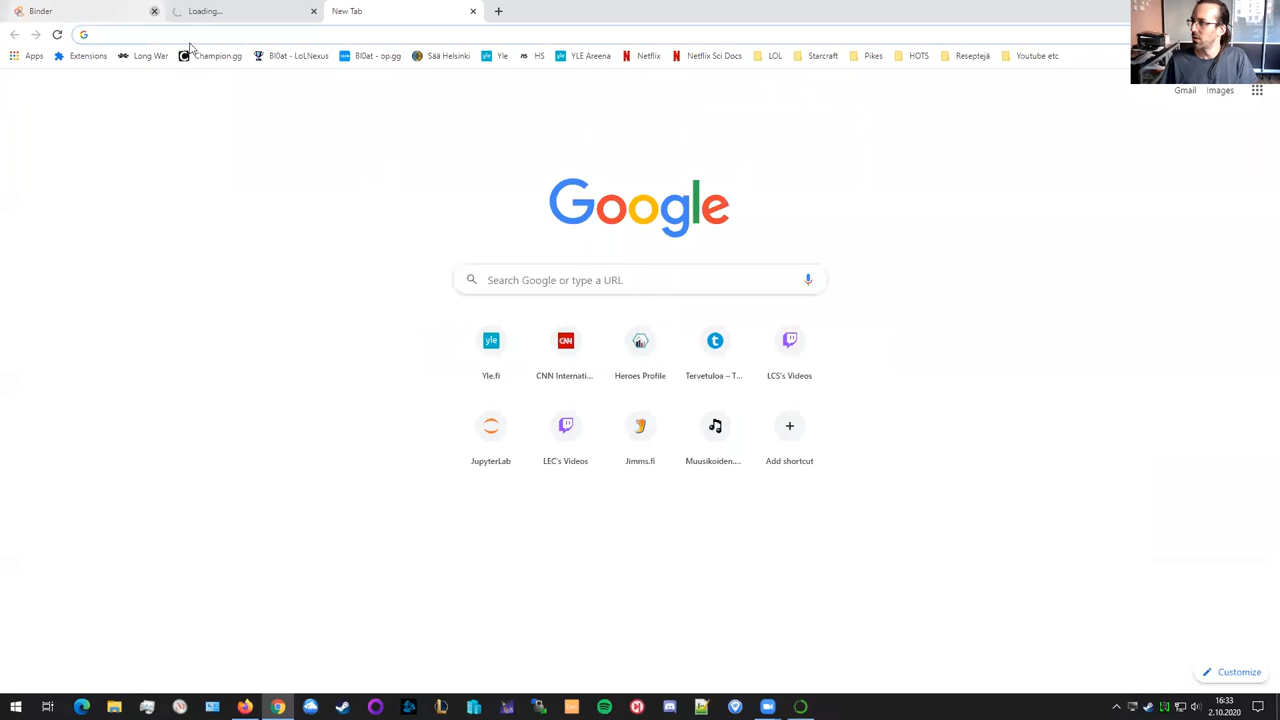 Binder
Loading...
New Tab
Apps
Extensions
Long War
Champion.gg
Bl0at - LoLNexus
Bl0at - op.gg
Sää Helsinki
Yle
HS
YLE Areena
Netflix
Netflix Sci Docs
LOL
Starcraft
Pikes
HOTS
Reseptejä
Youtube etc
Gmail
Images
Google
Search Google or type a URL
yle
CNN
Yle.fi
CNN Internati...
Heroes Profile
Tervetuloa – T...
LCS's Videos
JupyterLab
LEC's Videos
Jimms.fi
Muusikoiden....
Add shortcut
Customize
16:33
2.10.2020